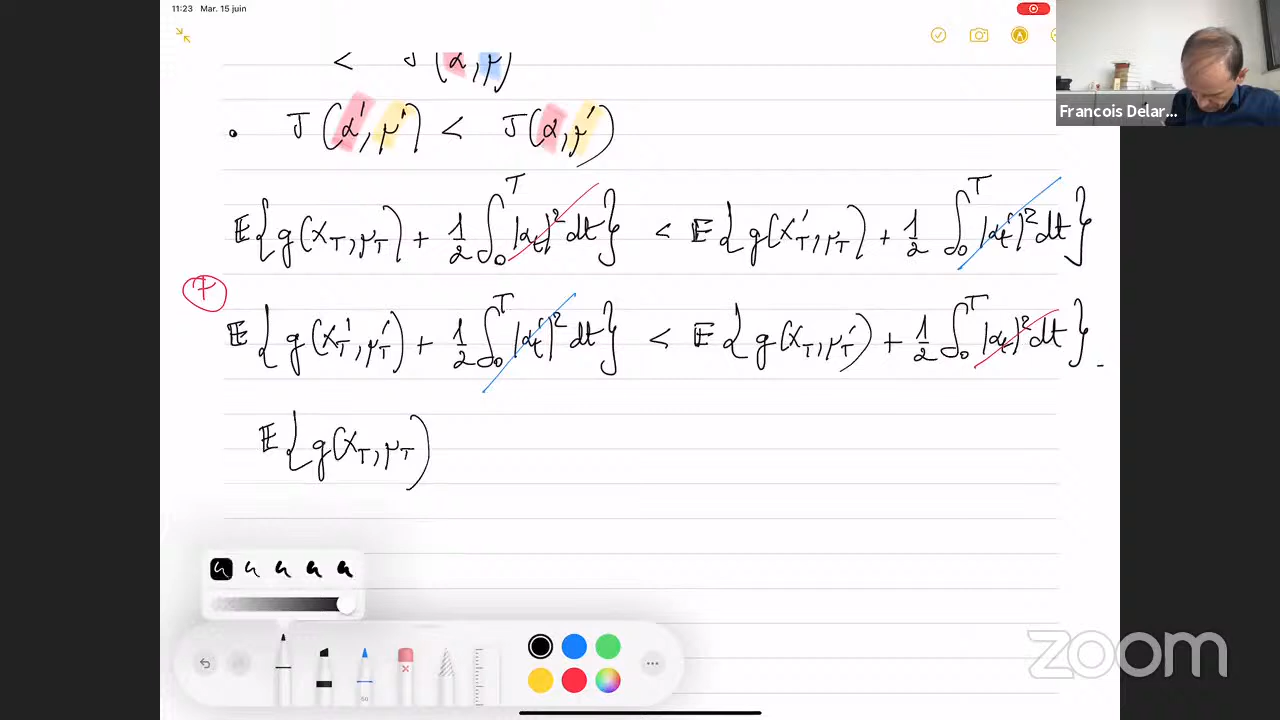 11:23 Mar. 15 juin
< J(α, μ)
Francois Delar...
• J(α', μ') < J(α, μ')
𝔼{g(X_T, μ_T) + 1/2 ∫_0^T |α_t|² dt} < 𝔼{g(X'_T, μ_T) + 1/2 ∫_0^T |α'_t|² dt}
+
𝔼{g(X'_T, μ'_T) + 1/2 ∫_0^T |α'_t|² dt} < 𝔼{g(X_T, μ'_T) + 1/2 ∫_0^T |α_t|² dt}.
𝔼{g(X_T, μ_T)
zoom